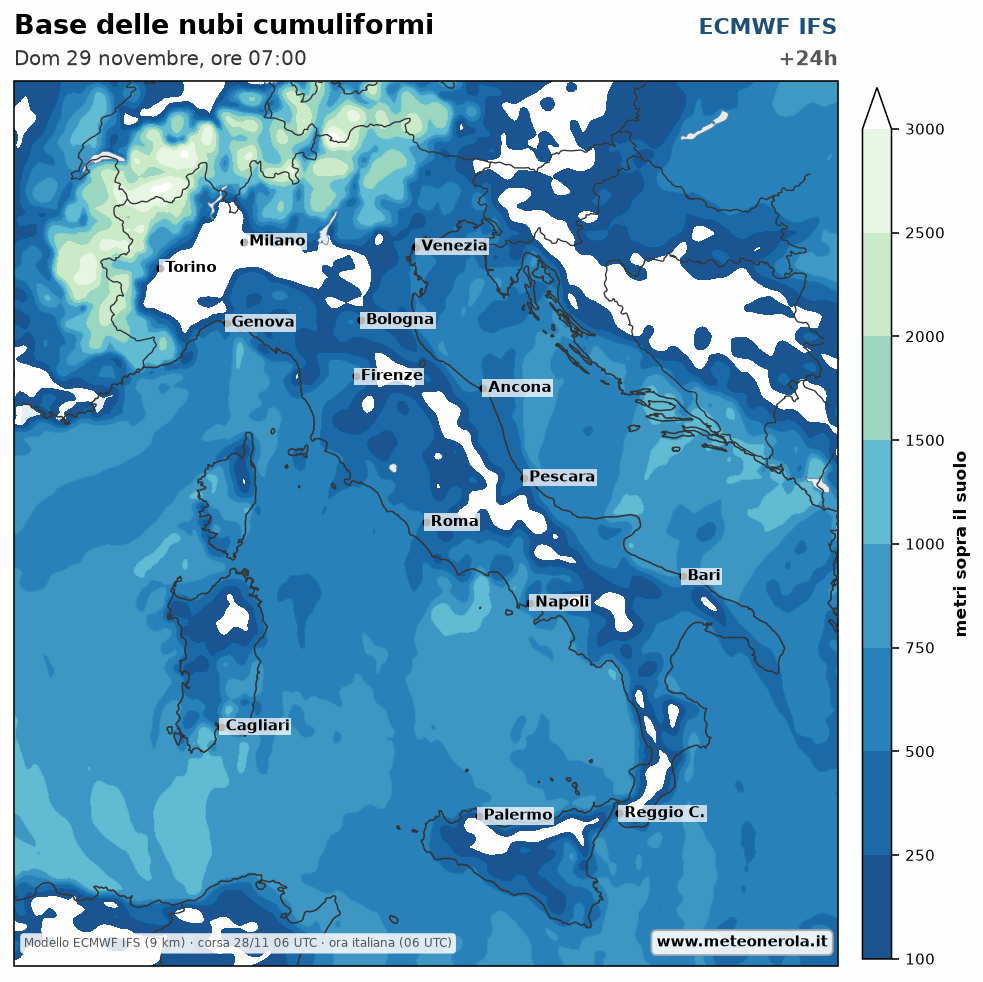 Base delle nubi cumuliformi
ECMWF IFS
Dom 29 novembre, ore 07:00
+24h
Milano
Venezia
Torino
Genova
Bologna
Firenze
Ancona
Pescara
Roma
Bari
Napoli
Cagliari
Palermo
Reggio C.
3000
2500
2000
1500
1000
750
500
250
100
metri sopra il suolo
Modello ECMWF IFS (9 km) · corsa 28/11 06 UTC · ora italiana (06 UTC)
www.meteonerola.it